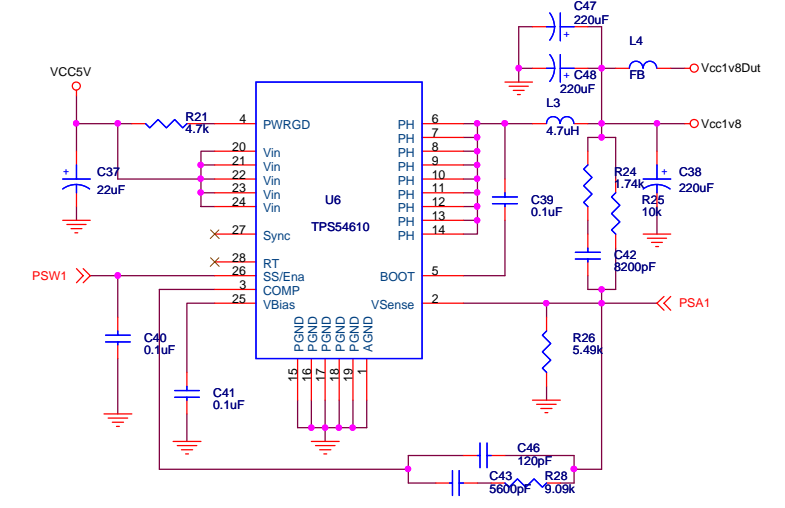 C47
220uF
L4
FB
Vcc1v8Dut
C48
220uF
VCC5V
L3
4.7uH
Vcc1v8
R21
4.7k
4
PWRGD
PH
6
PH
7
20
Vin
PH
8
21
Vin
PH
9
22
Vin
PH
10
23
Vin
PH
11
24
Vin
PH
12
PH
13
27
Sync
PH
14
C37
22uF
U6
TPS54610
C39
0.1uF
R24
1.74k
C38
220uF
R25
10k
28
RT
PSW1
26
SS/Ena
BOOT
5
3
COMP
25
VBias
VSense
2
C42
8200pF
PSA1
PGND
PGND
PGND
PGND
PGND
AGND
15
16
17
18
19
1
C40
0.1uF
R26
5.49k
C41
0.1uF
C46
120pF
C43
5600pF
R28
9.09k